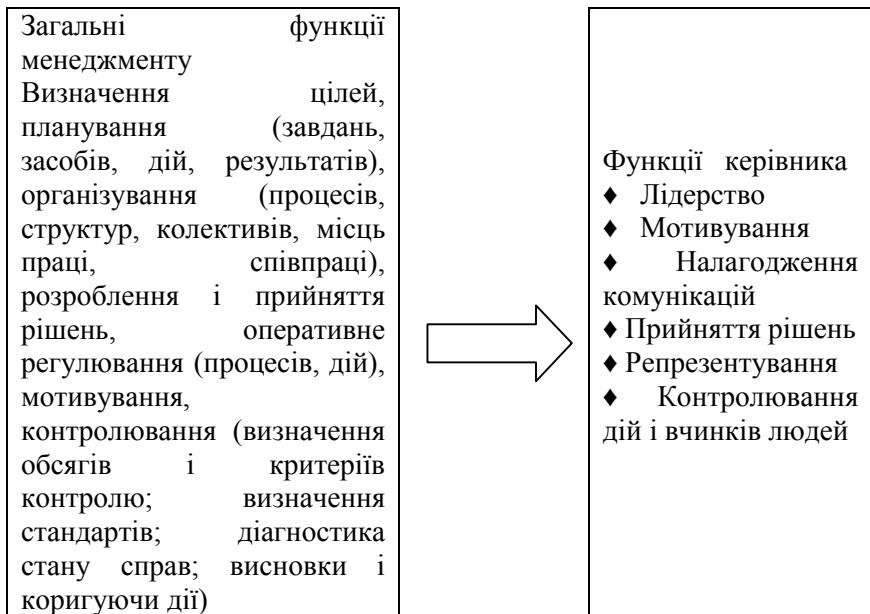 Загальні функції
менеджменту
Визначення цілей,
планування (завдань,
засобів, дій, результатів),
організування (процесів,
структур, колективів, місць
праці, співпраці),
розроблення і прийняття
рішень, оперативне
регулювання (процесів, дій),
мотивування,
контролювання (визначення
обсягів і критеріїв
контролю; визначення
стандартів; діагностика
стану справ; висновки і
коригуючи дії)
Функції керівника
♦ Лідерство
♦ Мотивування
♦ Налагодження
комунікацій
♦ Прийняття рішень
♦ Репрезентування
♦ Контролювання
дій і вчинків людей